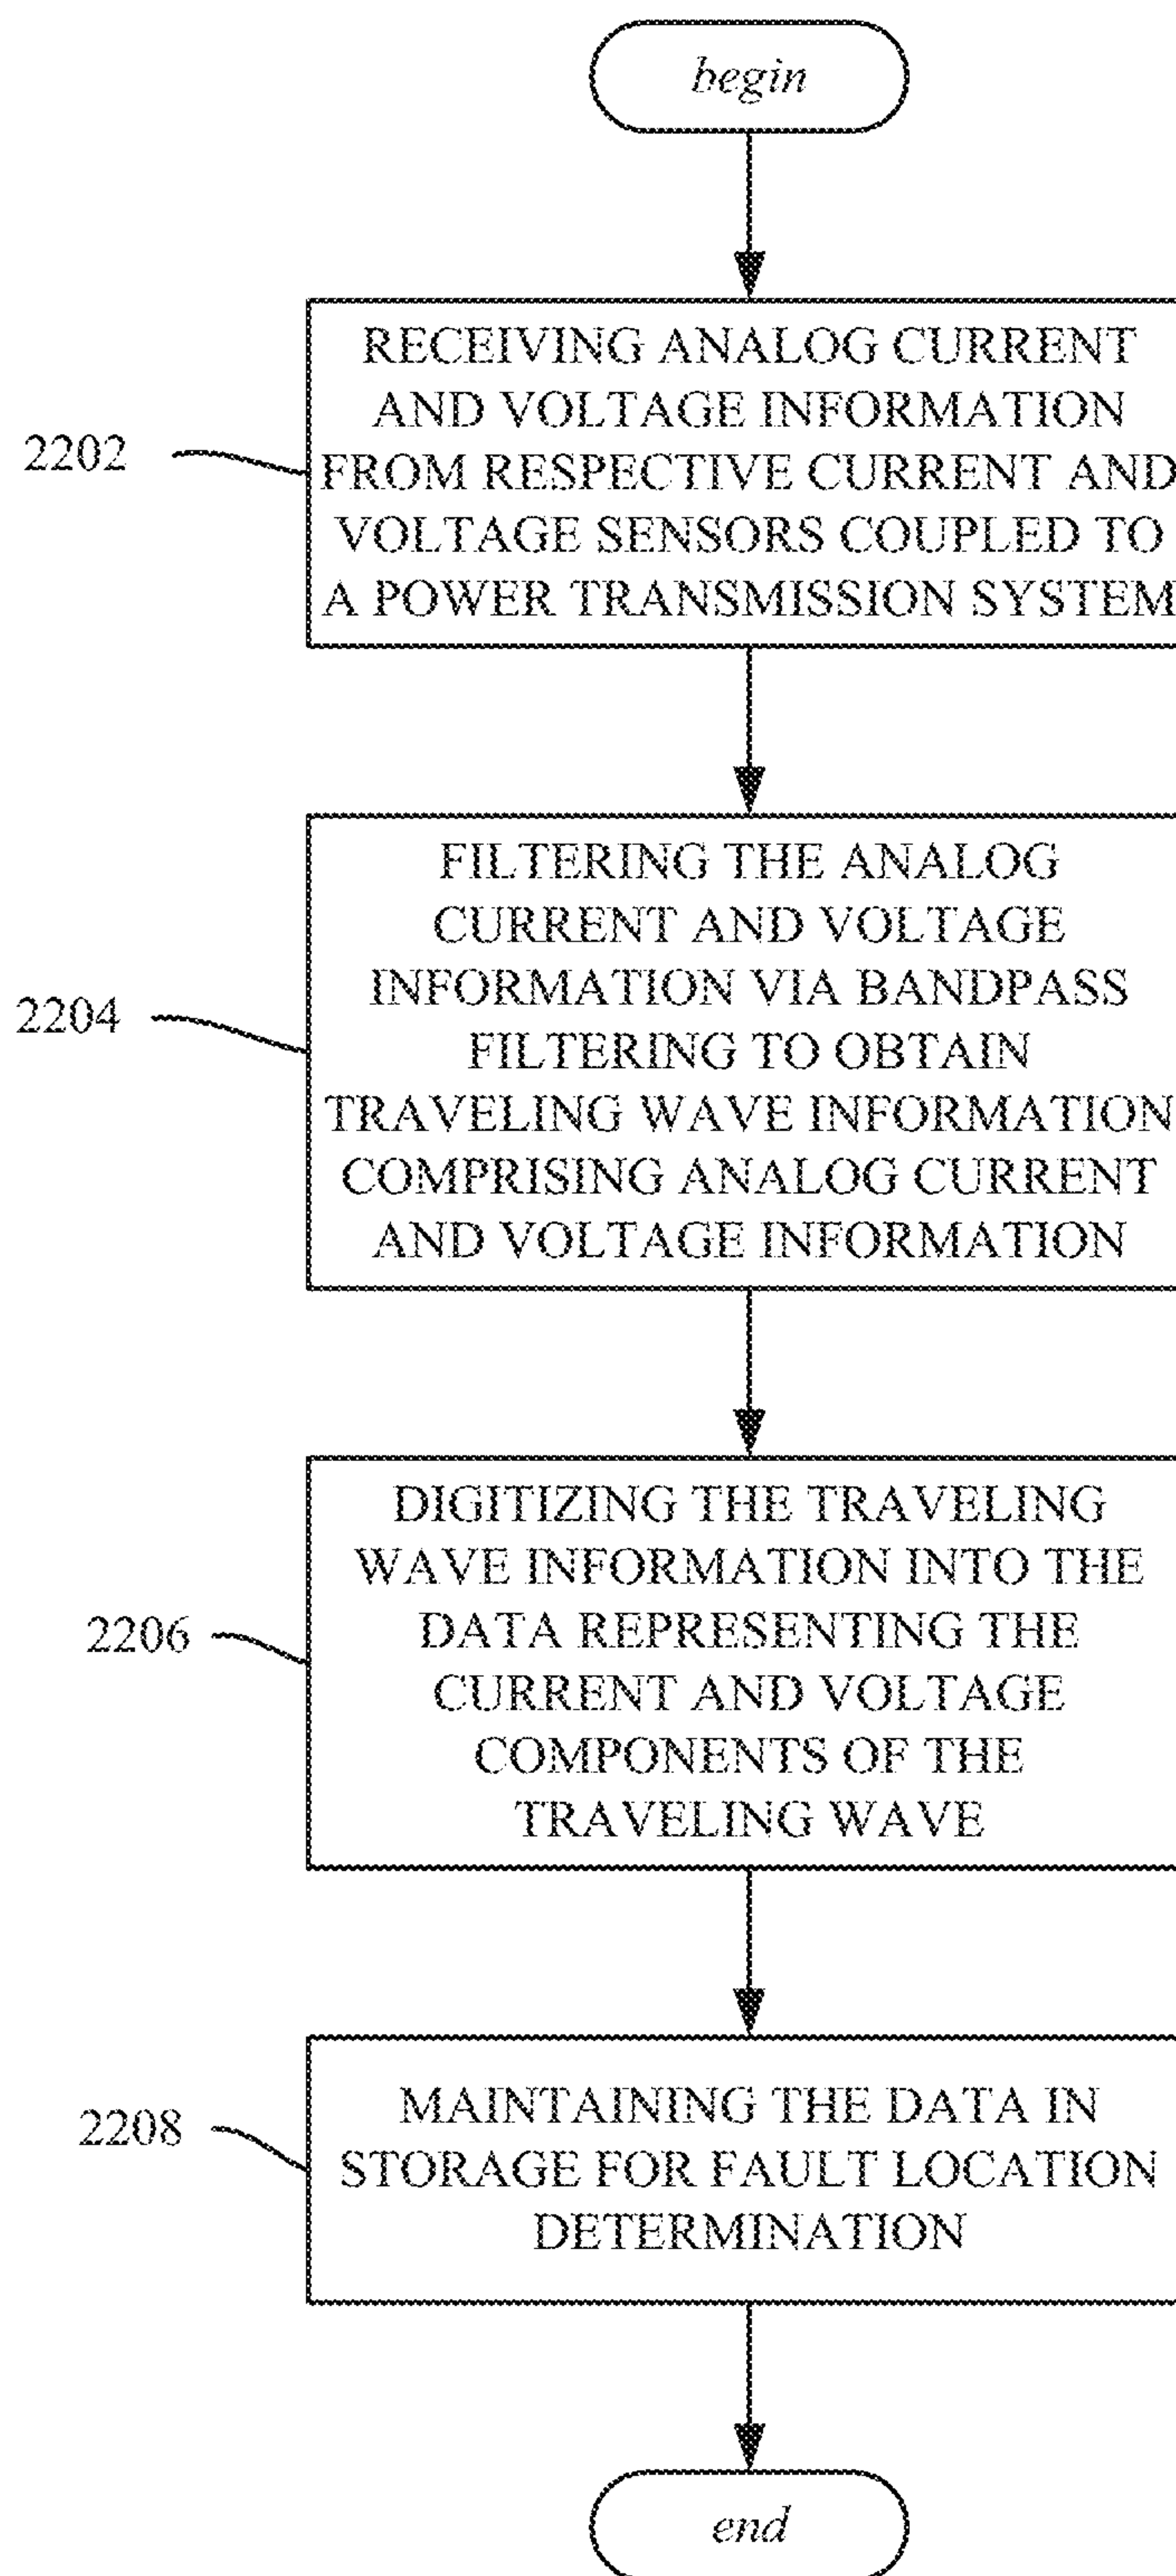 begin
2202
RECEIVING ANALOG CURRENT
AND VOLTAGE INFORMATION
FROM RESPECTIVE CURRENT AND
VOLTAGE SENSORS COUPLED TO
A POWER TRANSMISSION SYSTEM
2204
FILTERING THE ANALOG
CURRENT AND VOLTAGE
INFORMATION VIA BANDPASS
FILTERING TO OBTAIN
TRAVELING WAVE INFORMATION
COMPRISING ANALOG CURRENT
AND VOLTAGE INFORMATION
2206
DIGITIZING THE TRAVELING
WAVE INFORMATION INTO THE
DATA REPRESENTING THE
CURRENT AND VOLTAGE
COMPONENTS OF THE
TRAVELING WAVE
2208
MAINTAINING THE DATA IN
STORAGE FOR FAULT LOCATION
DETERMINATION
end